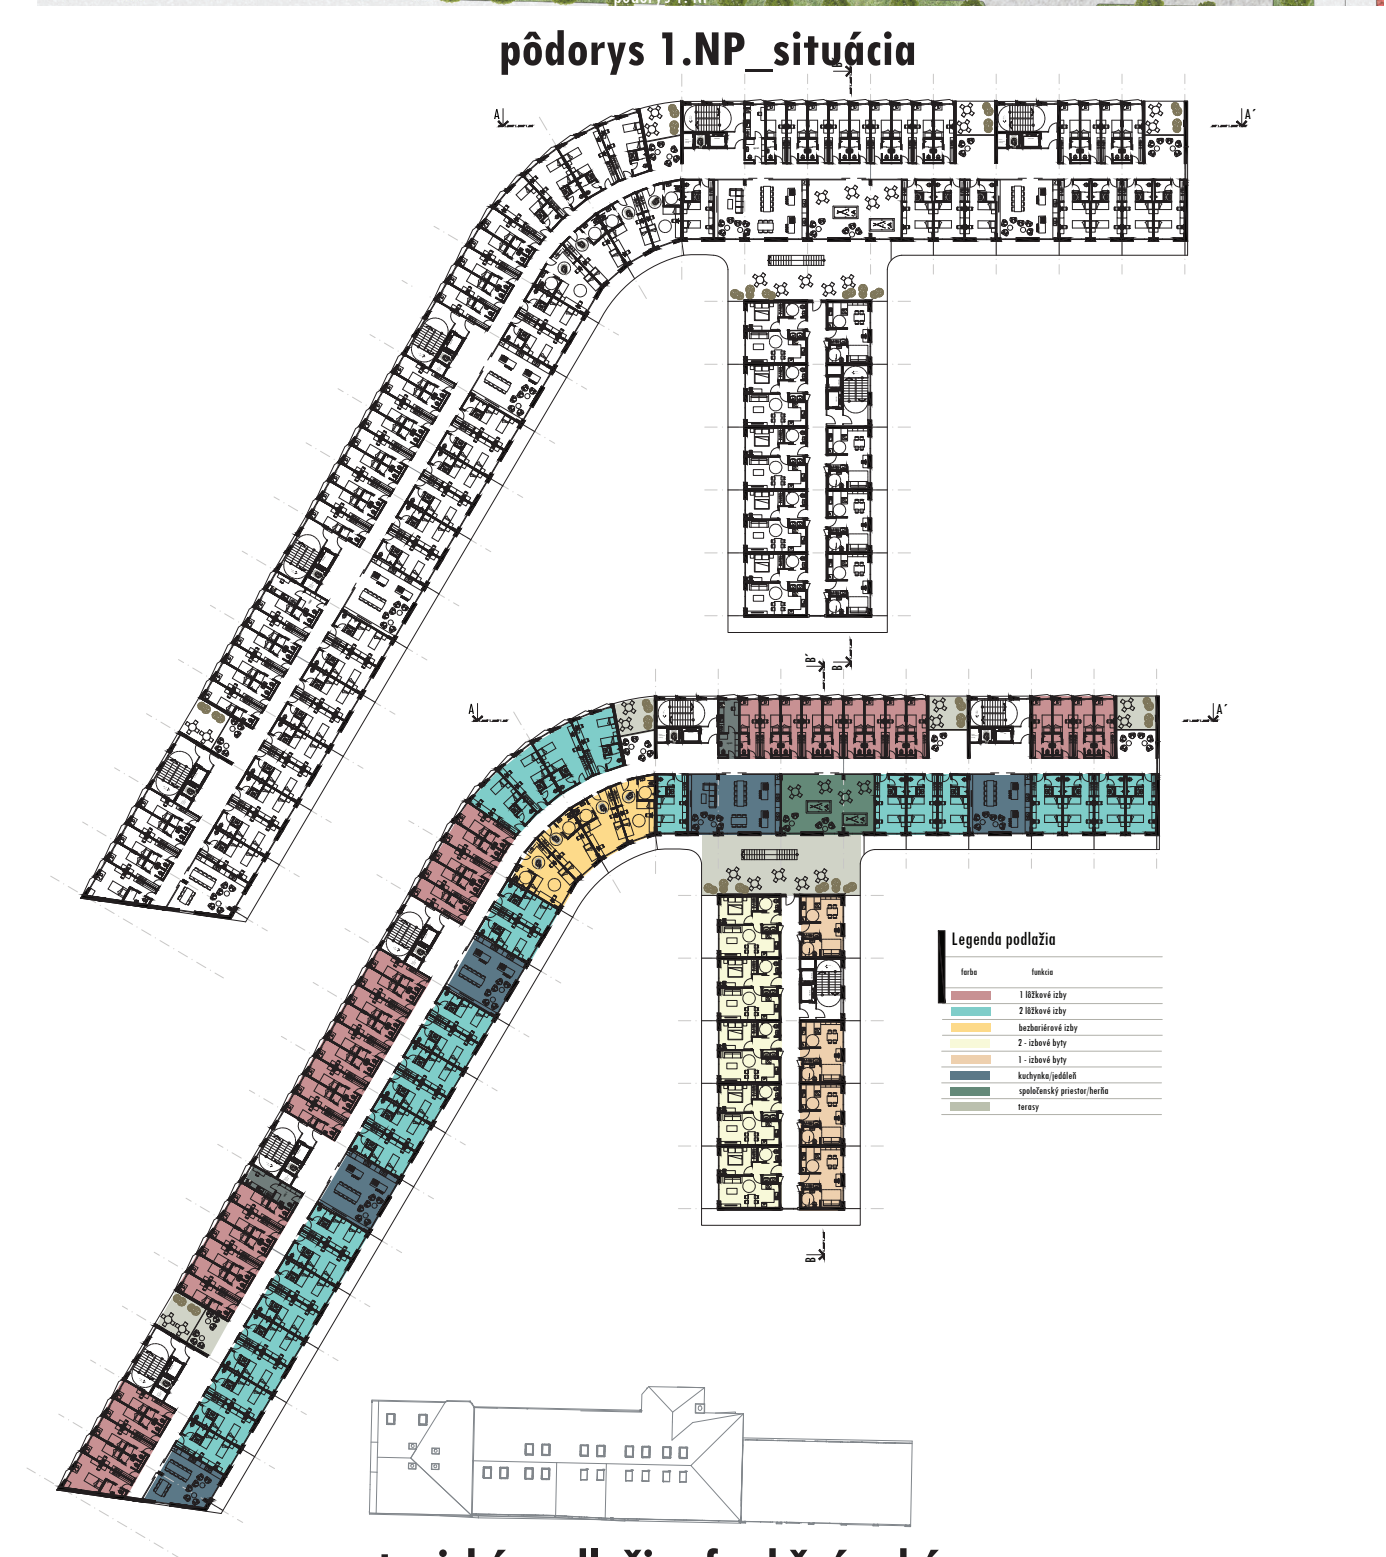 pôdorys 1.NP_situácia
B´
A
A´
B´
B
A
A´
Legenda podlažia
farba funkcia
1 lôžkové izby
2 lôžkové izby
bezbariérové izby
2 - izbové byty
1 - izbové byty
kuchynka/jedáleň
spoločenský priestor/herňa
terasy
B